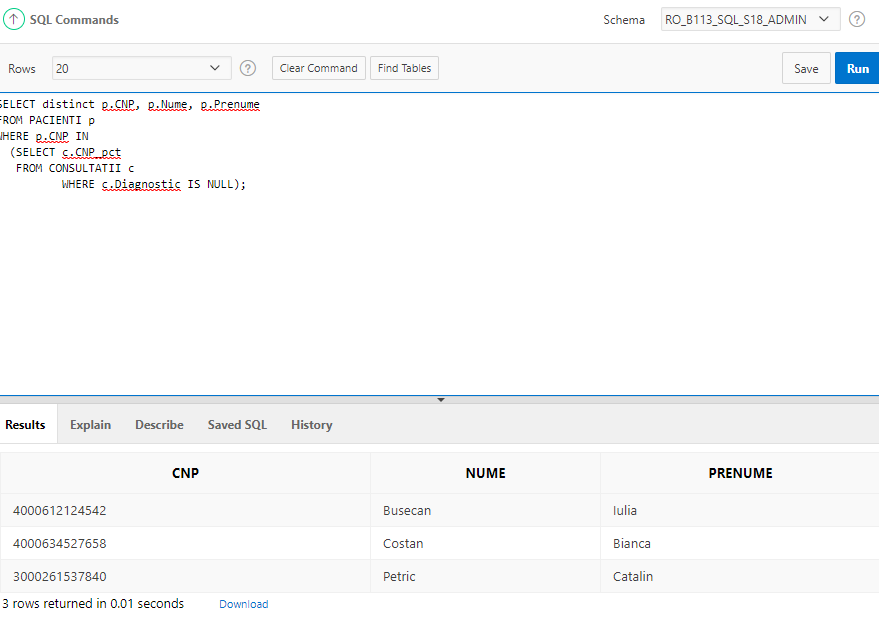 SQL Commands
Schema
RO_B113_SQL_S18_ADMIN
?
Rows
20
?
Clear Command
Find Tables
Save
Run
SELECT distinct p.CNP, p.Nume, p.Prenume
FROM PACIENTI p
WHERE p.CNP IN
(SELECT c.CNP_pct
FROM CONSULTATII c
WHERE c.Diagnostic IS NULL);
Results
Explain
Describe
Saved SQL
History
CNP NUME PRENUME
4000612124542 Busecan Iulia
4000634527658 Costan Bianca
3000261537840 Petric Catalin
3 rows returned in 0.01 seconds
Download